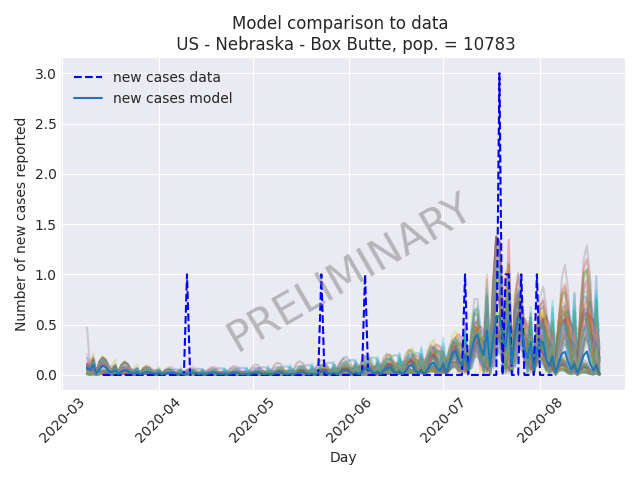 Model comparison to data
US - Nebraska - Box Butte, pop. = 10783
new cases data
new cases model
Number of new cases reported
3.0
2.5
2.0
1.5
1.0
0.5
0.0
PRELIMINARY
2020-03
2020-04
2020-05
2020-06
2020-07
2020-08
Day